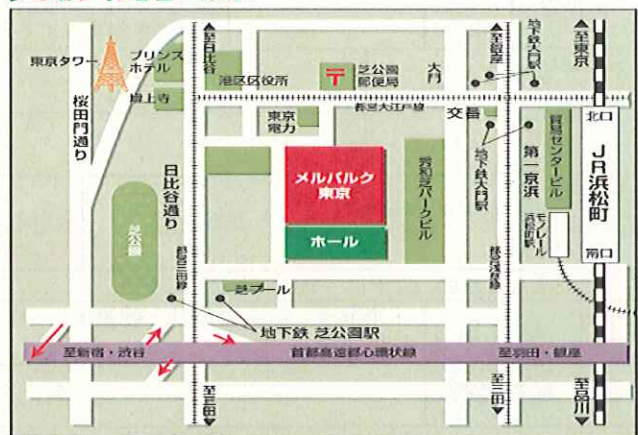 至日比谷
至銀座
地下鉄大門駅
至東京
東京タワー
プリンス
ホテル
港区区役所
芝公園
郵便局
大門
増上寺
都営大江戸線
桜田門通り
東京
電力
交番
北口
貿易センタービル
JR浜松町
日比谷通り
メルパルク
東京
秀和芝パークビル
地下鉄大門駅
第一京浜
芝公園
ホール
モノレール
浜松町駅
南口
都営三田線
都営浅草線
芝プール
地下鉄 芝公園駅
至新宿・渋谷
首都高速都心環状線
至羽田・銀座
至三田
至三田
至品川